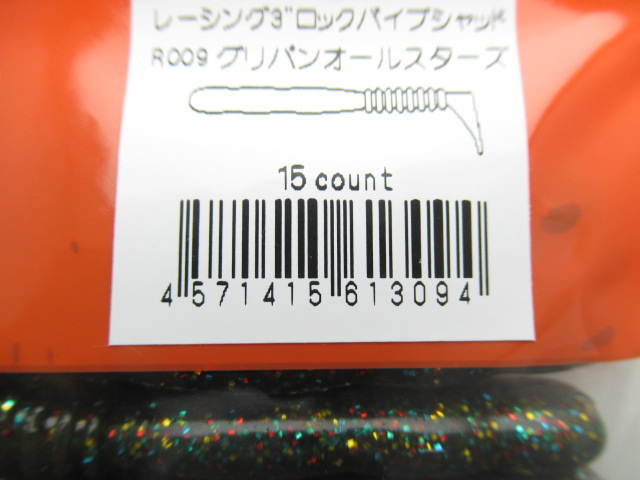 レーシング3"ロックバイブシャッド
R009 グリパンオールスターズ
15 count
4 571415 613094